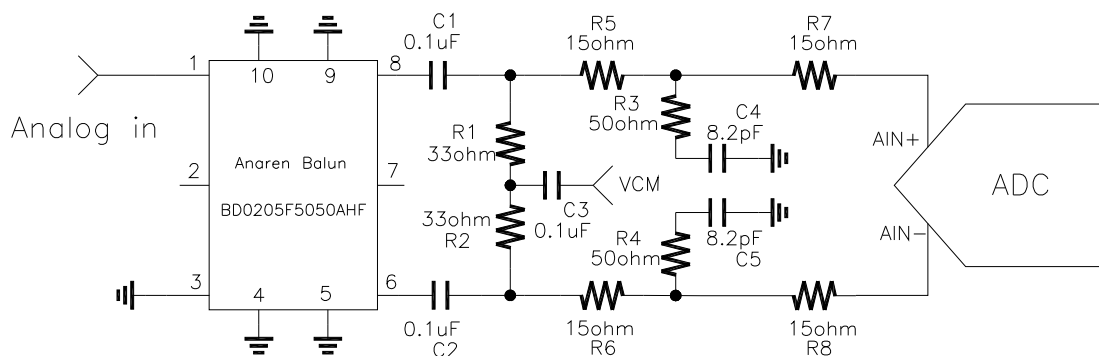 C1
0.1uF
R5
15ohm
R7
15ohm
1
10
9
8
Analog in
R3
50ohm
C4
8.2pF
R1
33ohm
AIN+
2
Anaren Balun
7
VCM
ADC
BD0205F5050AHF
33ohm
R2
C3
0.1uF
R4
50ohm
8.2pF
C5
AIN-
3
4
5
6
0.1uF
C2
15ohm
R6
15ohm
R8